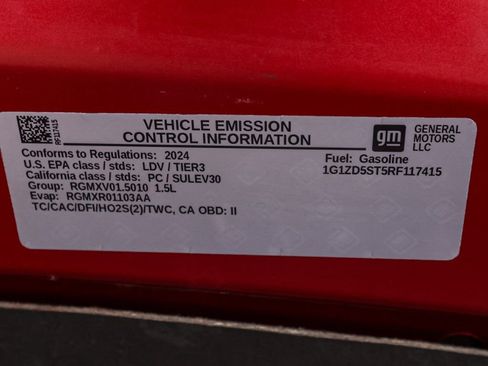 RF117415
VEHICLE EMISSION
CONTROL INFORMATION
gm
GENERAL
MOTORS
LLC
Conforms to Regulations: 2024
U.S. EPA class / stds: LDV / TIER3
California class / stds: PC / SULEV30
Group: RGMXV01.5010 1.5L
Evap: RGMXR01103AA
TC/CAC/DFI/HO2S(2)/TWC, CA OBD: II
Fuel: Gasoline
1G1ZD5ST5RF117415